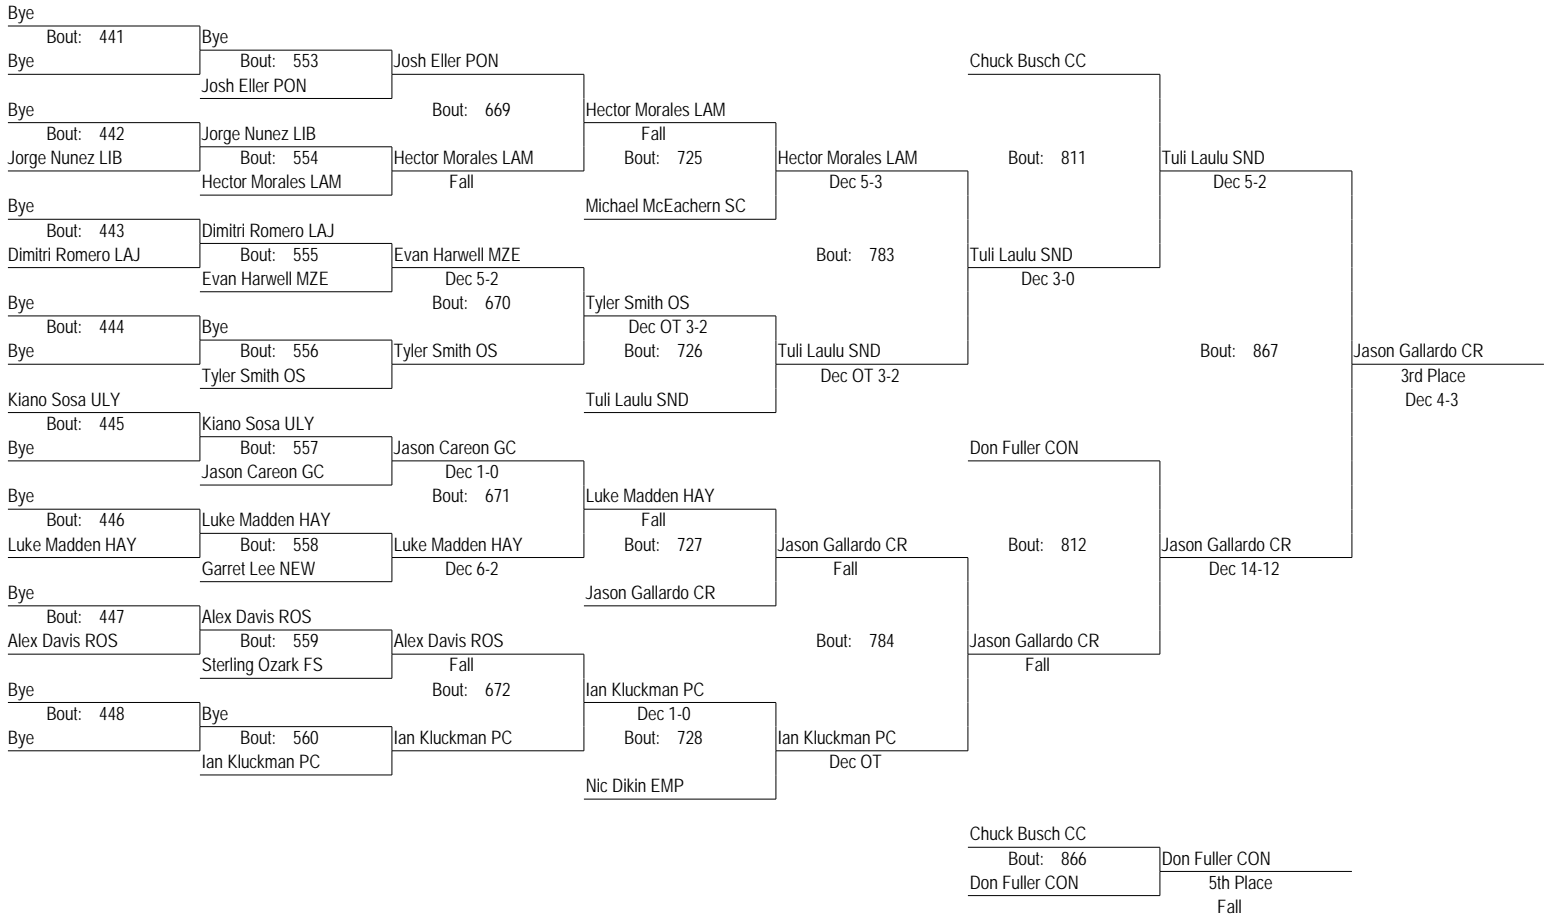 Bye
Bout: 441
Bye
Bye
Bout: 553
Josh Eller PON
Josh Eller PON
Bye
Bout: 442
Jorge Nunez LIB
Jorge Nunez LIB
Bout: 554
Hector Morales LAM
Hector Morales LAM
Fall
Bout: 669
Hector Morales LAM
Fall
Bout: 725
Michael McEachern SC
Hector Morales LAM
Dec 5-3
Bye
Bout: 443
Dimitri Romero LAJ
Dimitri Romero LAJ
Bout: 555
Evan Harwell MZE
Evan Harwell MZE
Dec 5-2
Bout: 670
Bye
Bout: 444
Bye
Bye
Bout: 556
Tyler Smith OS
Tyler Smith OS
Tyler Smith OS
Dec OT 3-2
Bout: 726
Tuli Laulu SND
Tuli Laulu SND
Dec OT 3-2
Bout: 783
Chuck Busch CC
Bout: 811
Tuli Laulu SND
Dec 3-0
Tuli Laulu SND
Dec 5-2
Kiano Sosa ULY
Bout: 445
Bye
Kiano Sosa ULY
Bout: 557
Jason Careon GC
Jason Careon GC
Dec 1-0
Bout: 671
Bye
Bout: 446
Luke Madden HAY
Luke Madden HAY
Bout: 558
Garret Lee NEW
Luke Madden HAY
Dec 6-2
Luke Madden HAY
Fall
Bout: 727
Jason Gallardo CR
Jason Gallardo CR
Fall
Bye
Bout: 447
Alex Davis ROS
Alex Davis ROS
Bout: 559
Sterling Ozark FS
Alex Davis ROS
Fall
Bout: 672
Bye
Bout: 448
Bye
Bye
Bout: 560
Ian Kluckman PC
Ian Kluckman PC
Ian Kluckman PC
Dec 1-0
Bout: 728
Nic Dikin EMP
Ian Kluckman PC
Dec OT
Bout: 784
Don Fuller CON
Bout: 812
Jason Gallardo CR
Fall
Jason Gallardo CR
Dec 14-12
Bout: 867
Jason Gallardo CR
3rd Place
Dec 4-3
Chuck Busch CC
Bout: 866
Don Fuller CON
Don Fuller CON
5th Place
Fall